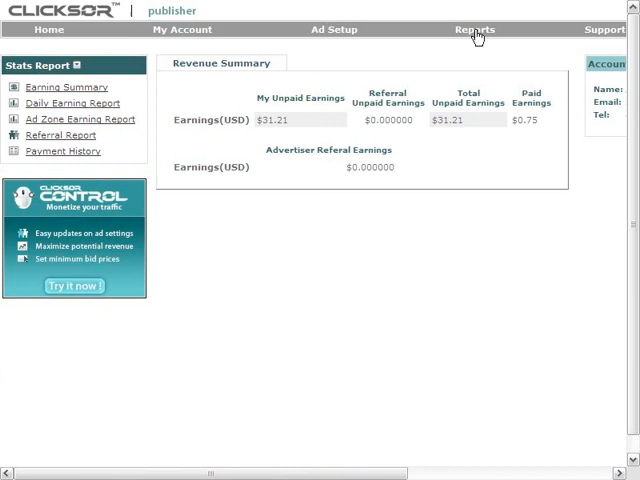 CLICKSOR™ | publisher
Home My Account Ad Setup Reports Support
Stats Report
Earning Summary
Daily Earning Report
Ad Zone Earning Report
Referral Report
Payment History
CLICKSOR
CONTROL
Monetize your traffic
Easy updates on ad settings
Maximize potential revenue
Set minimum bid prices
Try it now !
Revenue Summary
My Unpaid Earnings Referral Unpaid Earnings Total Unpaid Earnings Paid Earnings
Earnings(USD) $31.21 $0.000000 $31.21 $0.75
Advertiser Referal Earnings
Earnings(USD) $0.000000
Name:
Email:
Tel: